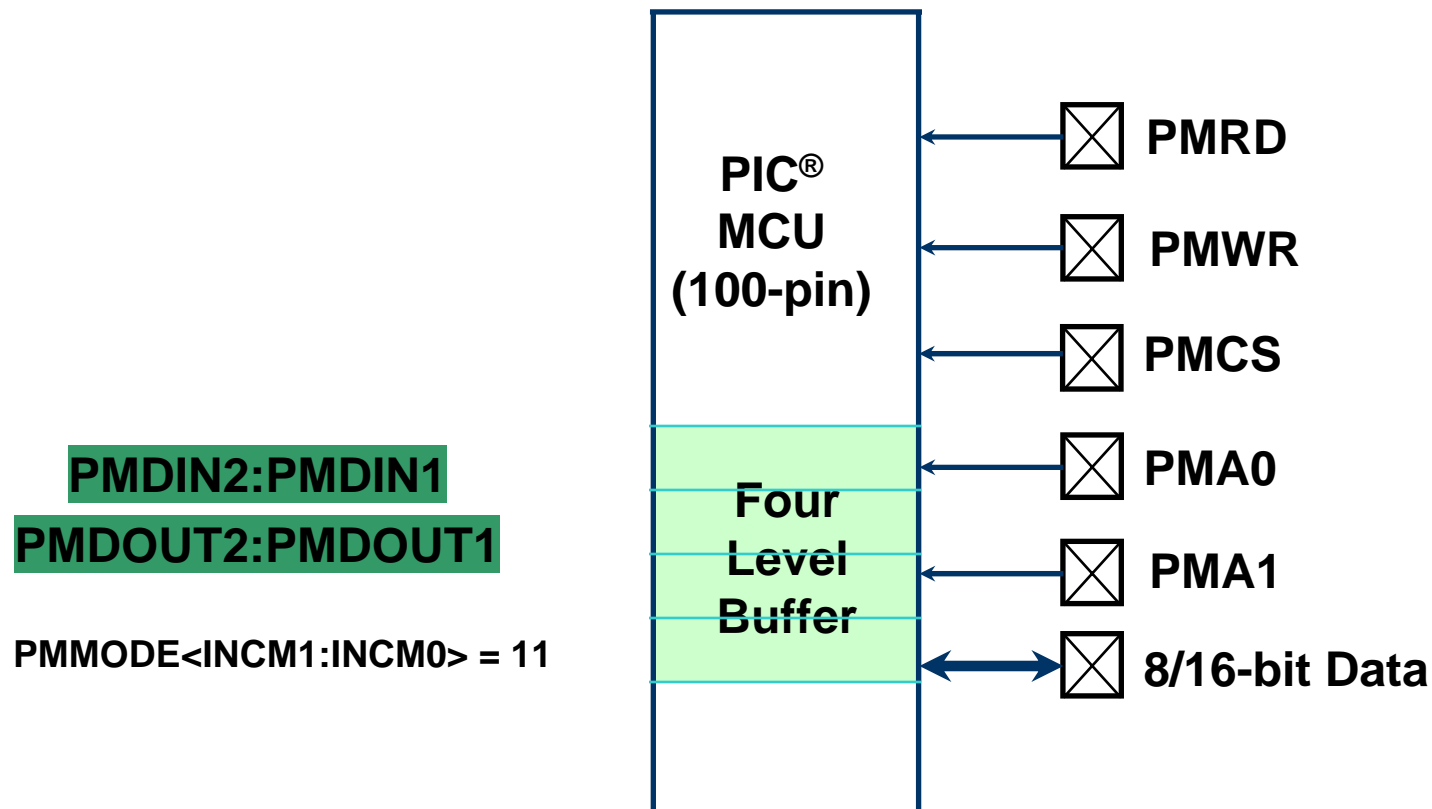 PIC®
MCU
(100-pin)
Four
Level
Buffer
PMDIN2:PMDIN1
PMDOUT2:PMDOUT1
PMMODE<INCM1:INCM0> = 11
PMRD
PMWR
PMCS
PMA0
PMA1
8/16-bit Data